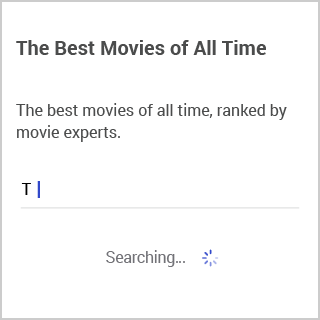 The Best Movies of All Time
The best movies of all time, ranked by
movie experts.
T
Searching...